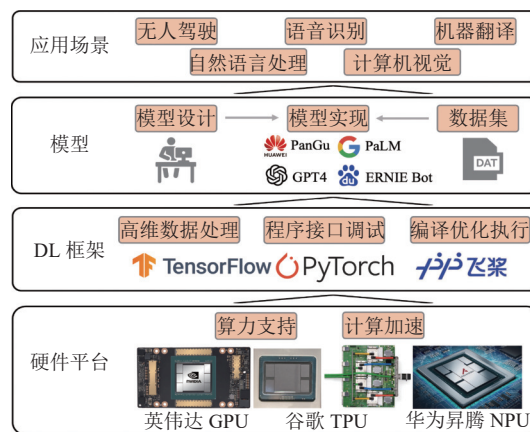 应用场景
无人驾驶 语音识别 机器翻译
自然语言处理 计算机视觉
模型
模型设计 模型实现 数据集
HUAWEI PanGu PaLM
DAT
GPT4 du ERNIE Bot
DL 框架
高维数据处理 程序接口调试 编译优化执行
TensorFlow PyTorch 飞桨
硬件平台
算力支持 计算加速
NVIDIA
英伟达 GPU 谷歌 TPU 华为昇腾 NPU